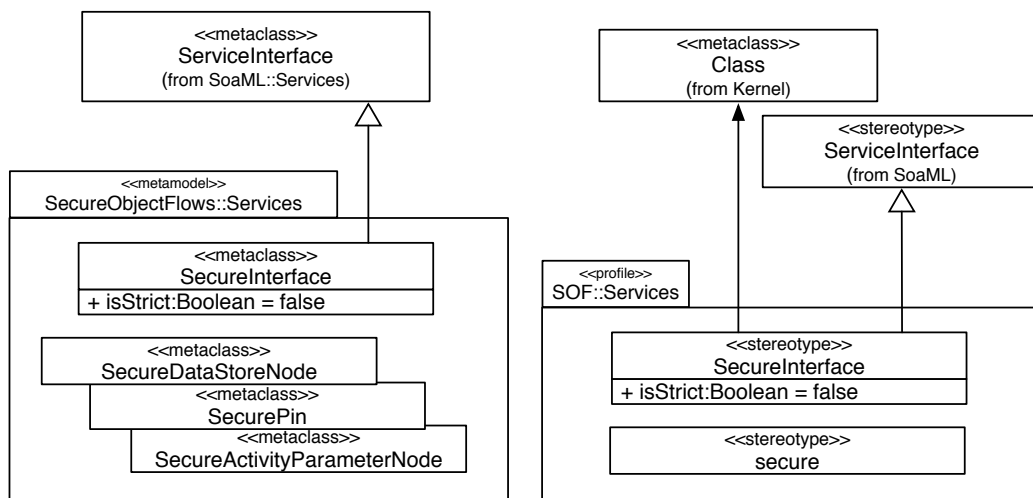 <<metaclass>>
ServiceInterface
(from SoaML::Services)
<<metamodel>>
SecureObjectFlows::Services
<<metaclass>>
SecureInterface
+ isStrict:Boolean = false
<<metaclass>>
SecureDataStoreNode
<<metaclass>>
SecurePin
<<metaclass>>
SecureActivityParameterNode
<<metaclass>>
Class
(from Kernel)
<<stereotype>>
ServiceInterface
(from SoaML)
<<profile>>
SOF::Services
<<stereotype>>
SecureInterface
+ isStrict:Boolean = false
<<stereotype>>
secure